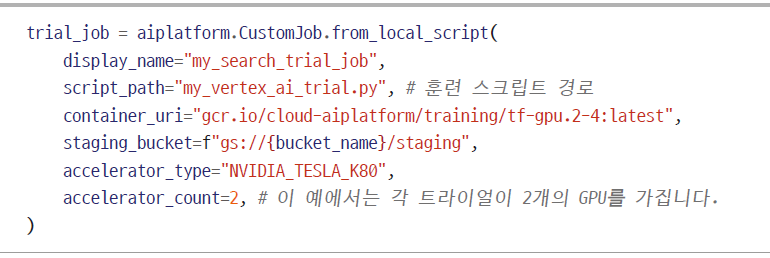 trial_job = aiplatform.CustomJob.from_local_script(
    display_name="my_search_trial_job",
    script_path="my_vertex_ai_trial.py", # 훈련 스크립트 경로
    container_uri="gcr.io/cloud-aiplatform/training/tf-gpu.2-4:latest",
    staging_bucket=f"gs://{bucket_name}/staging",
    accelerator_type="NVIDIA_TESLA_K80",
    accelerator_count=2, # 이 예에서는 각 트라이얼이 2개의 GPU를 가집니다.
)